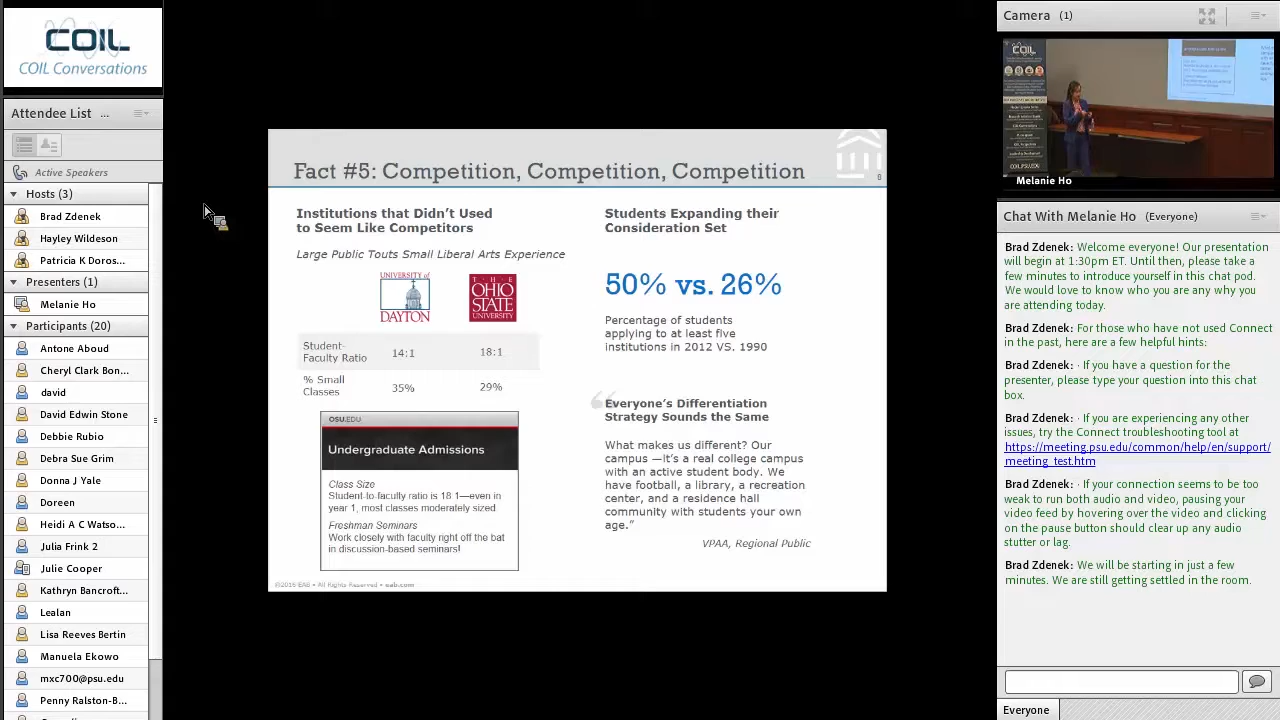 COIL
COIL Conversations
Attendee List ...
Active Speakers
Hosts (3)
Brad Zdenek
Hayley Wildeson
Patricia K Doros...
Presenters (1)
Melanie Ho
Participants (20)
Antone Aboud
Cheryl Clark Bon...
david
David Edwin Stone
Debbie Rubio
Debra Sue Grim
Donna J Yale
Doreen
Heidi A C Watso...
Julia Frink 2
Julie Cooper
Kathryn Bancroft...
Lealan
Lisa Reeves Bertin
Manuela Ekowo
mxc700@psu.edu
Penny Ralston-B...
Fact #5: Competition, Competition, Competition
8
Institutions that Didn't Used
to Seem Like Competitors
Large Public Touts Small Liberal Arts Experience
UNIVERSITY of
DAYTON
THE
OHIO
STATE
UNIVERSITY
Student-
Faculty Ratio
14:1
18:1
% Small
Classes
35%
29%
OSU.EDU
Undergraduate Admissions
Class Size
Student-to-faculty ratio is 18:1—even in
year 1, most classes moderately sized.
Freshman Seminars
Work closely with faculty right off the bat
in discussion-based seminars!
©2015 EAB • All Rights Reserved • eab.com
Students Expanding their
Consideration Set
50% vs. 26%
Percentage of students
applying to at least five
institutions in 2012 VS. 1990
“
Everyone's Differentiation
Strategy Sounds the Same
What makes us different? Our
campus —it's a real college campus
with an active student body. We
have football, a library, a recreation
center, and a residence hall
community with students your own
age.”
VPAA, Regional Public
Camera (1)
COIL
Melanie Ho
Chat With Melanie Ho (Everyone)
Brad Zdenek: Welcome everyone! Our presentation
will begin at 1:30pm ET. Until then, please take a
few minutes to introduce yourself in the chat pod.
We would love to know who you are any why you
are attending today.
Brad Zdenek: For those who have not used Connect
in the past, here are a few helpful hints:
Brad Zdenek: · If you have a question for the
presenter, please type your question into this chat
box.
Brad Zdenek: · If you are experiencing any other
issues, try the Connect troubleshooting tool at
https://meeting.psu.edu/common/help/en/support/
meeting_test.htm
Brad Zdenek: · If your connection seems to be too
weak to run both audio and video, pausing your
video feed by hovering over the video and clicking
on the pause button should clear up any audio
stutter or lag.
Brad Zdenek: We will be starting in just a few
minutes. We are still getting settled in the room.
Everyone